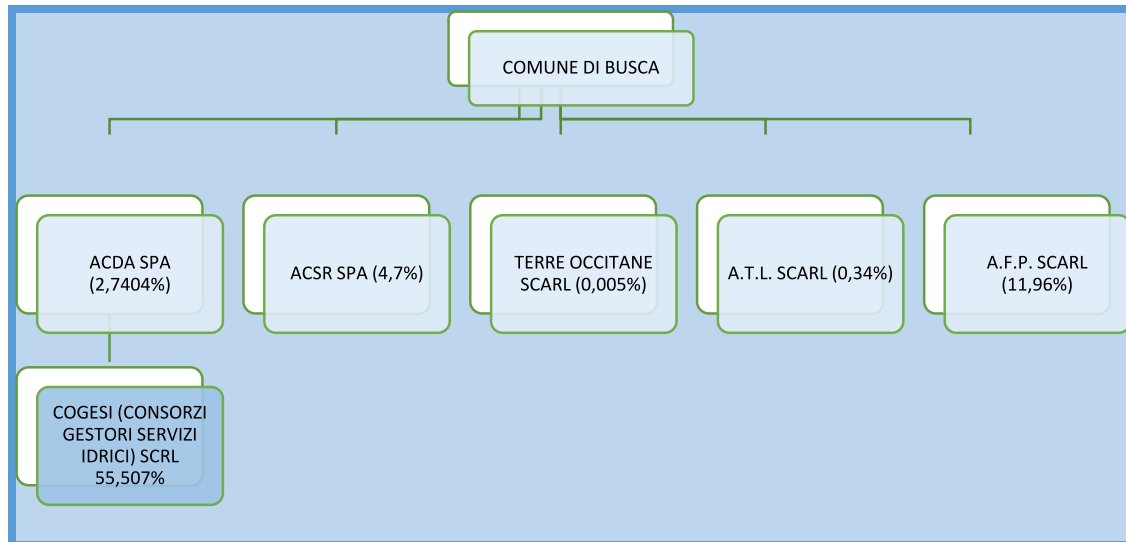 COMUNE DI BUSCA
ACDA SPA
(2,7404%)
ACSR SPA (4,7%)
TERRE OCCITANE
SCARL (0,005%)
A.T.L. SCARL (0,34%)
A.F.P. SCARL
(11,96%)
COGESI (CONSORZI
GESTORI SERVIZI
IDRICI) SCRL
55,507%